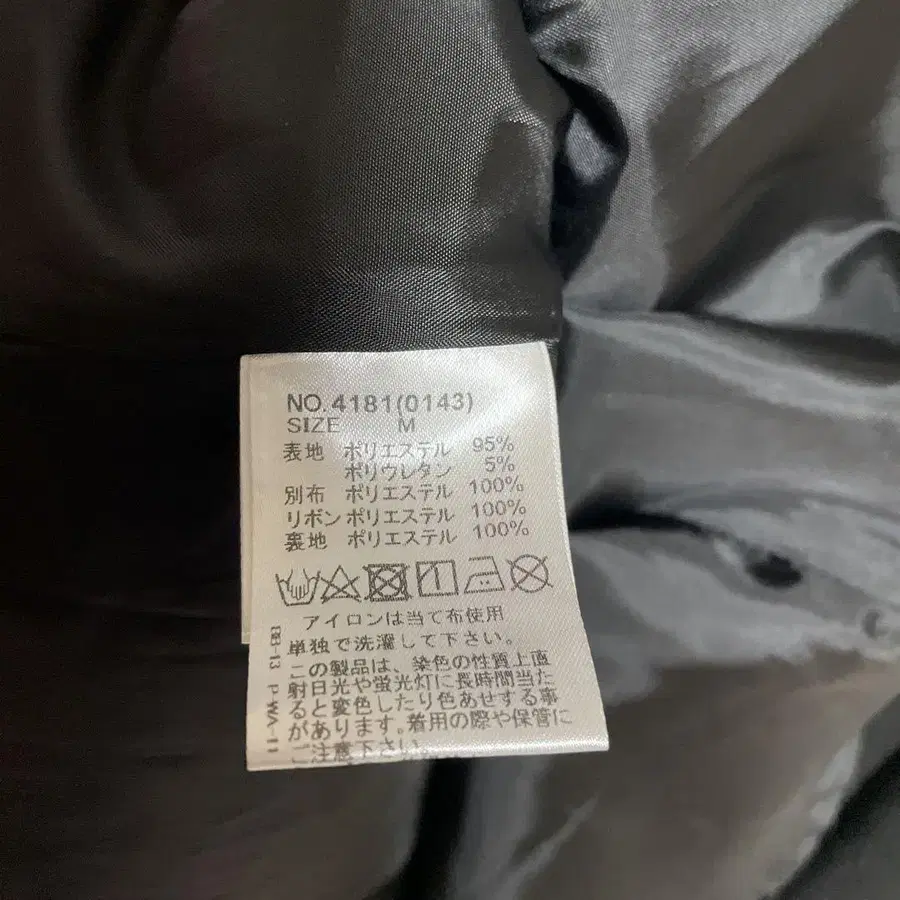 NO. 4181(0143)
SIZE M
表地 ポリエステル 95%
ポリウレタン 5%
別布 ポリエステル 100%
リボン ポリエステル 100%
裏地 ポリエステル 100%
アイロンは当て布使用
単独で洗濯して下さい。
この製品は、染色の性質上直
射日光や蛍光灯に長時間当た
ると変色したり色あせする事
があります。着用の際や保管に
ご注意下さい。
BB-13 P-WA-11